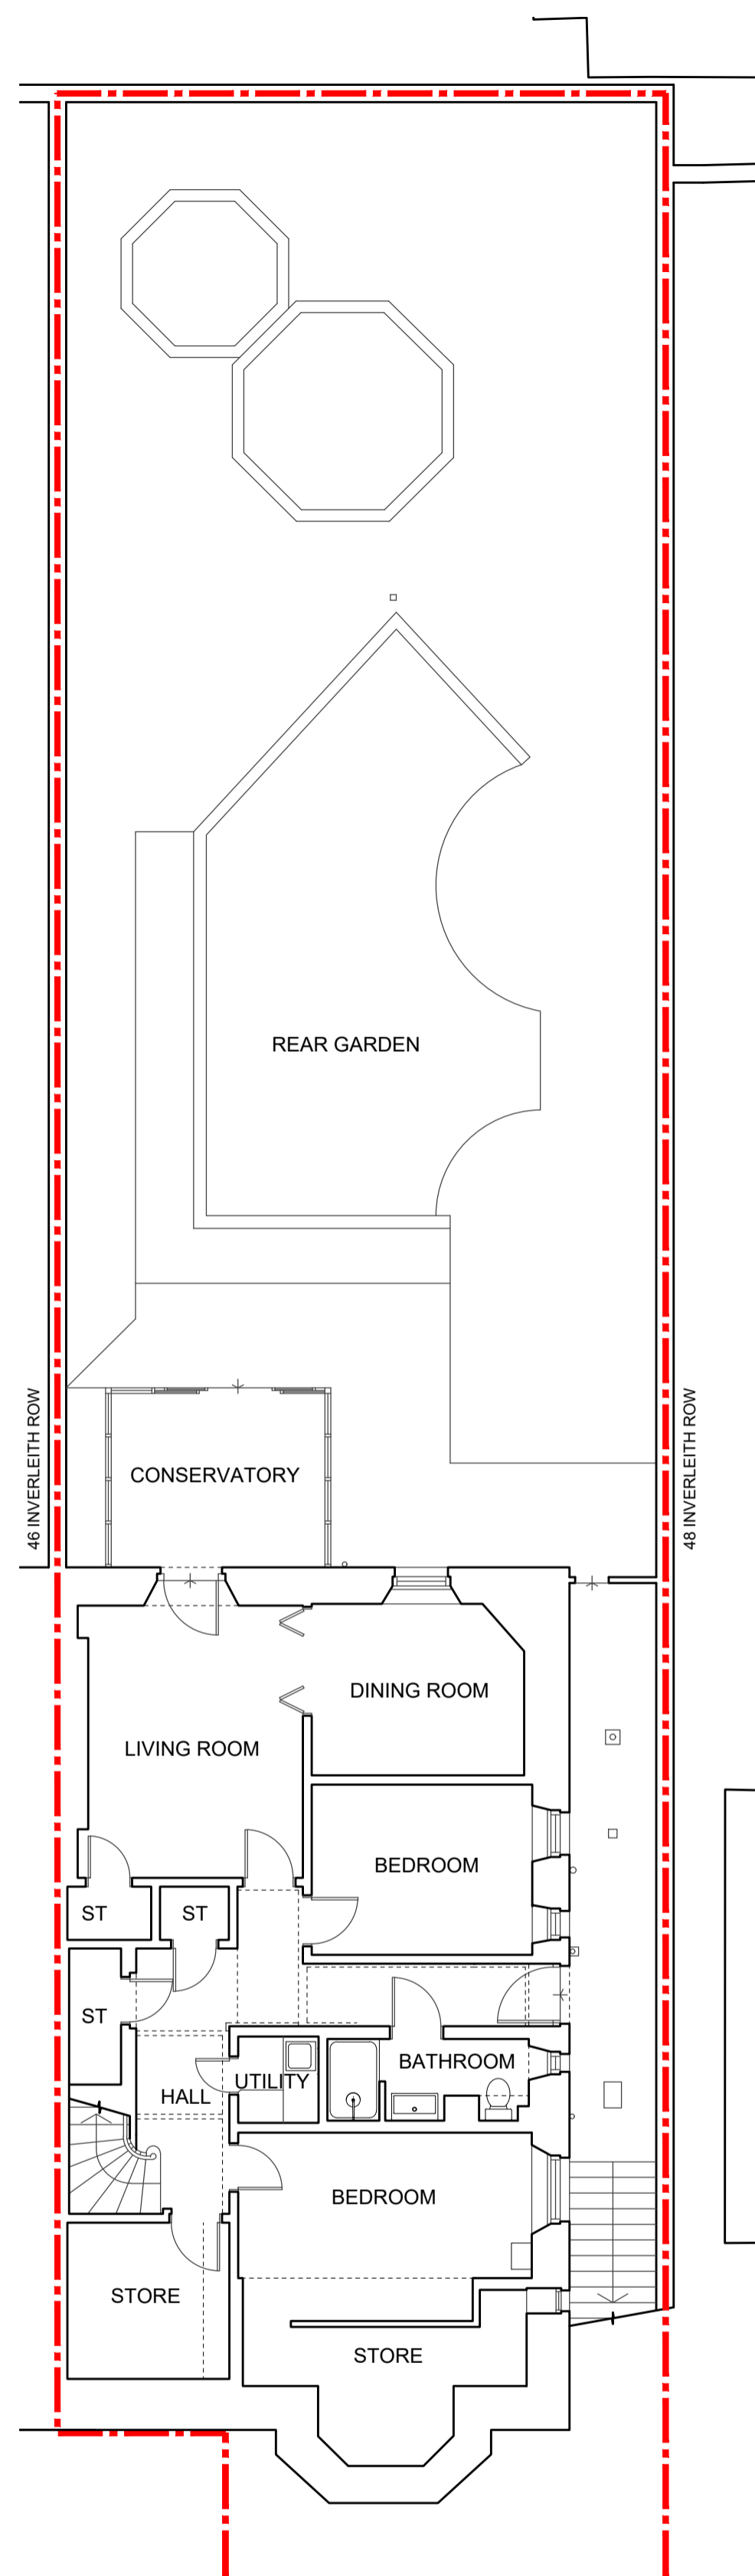 REAR GARDEN
46 INVERLEITH ROW
48 INVERLEITH ROW
CONSERVATORY
DINING ROOM
LIVING ROOM
BEDROOM
ST
ST
ST
BATHROOM
UTILITY
HALL
BEDROOM
STORE
STORE